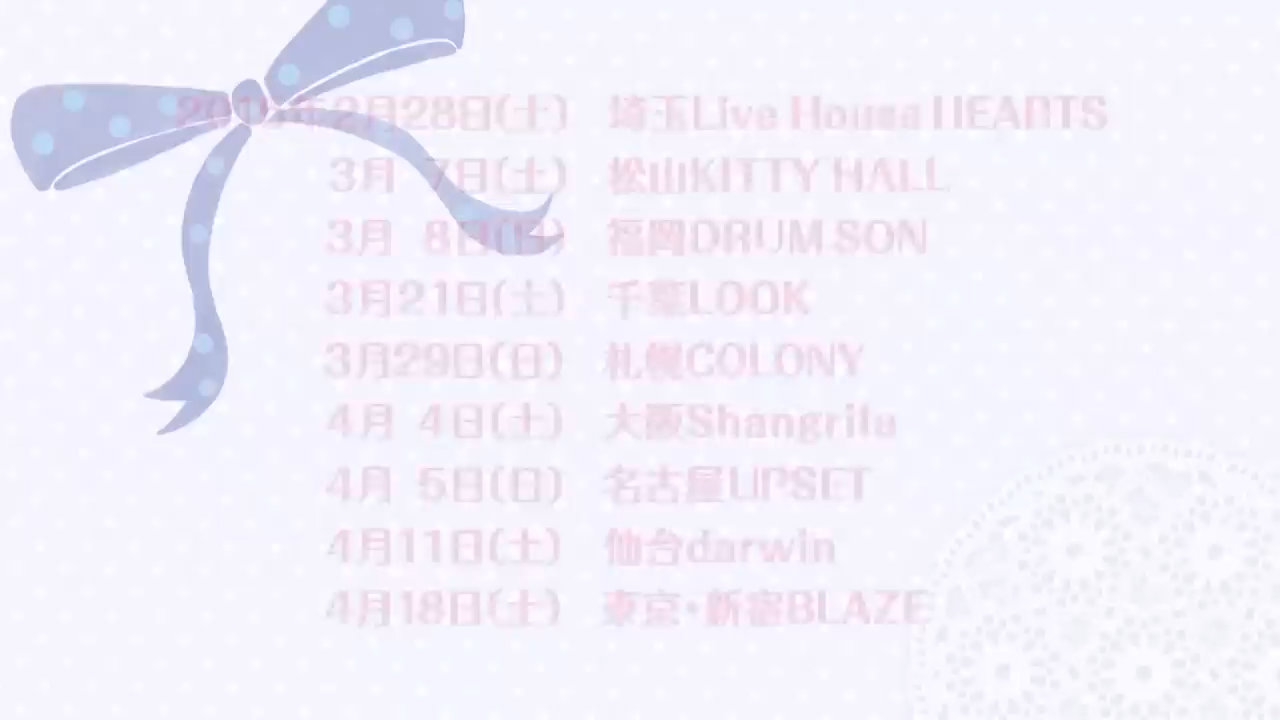 2015年2月28日(土) 埼玉Live House HEARTS
3月 7日(土) 松山KITTY HALL
3月 8日(日) 福岡DRUM SON
3月21日(土) 千葉LOOK
3月29日(日) 札幌COLONY
4月 4日(土) 大阪Shangrila
4月 5日(日) 名古屋UPSET
4月11日(土) 仙台darwin
4月18日(土) 東京・新宿BLAZE